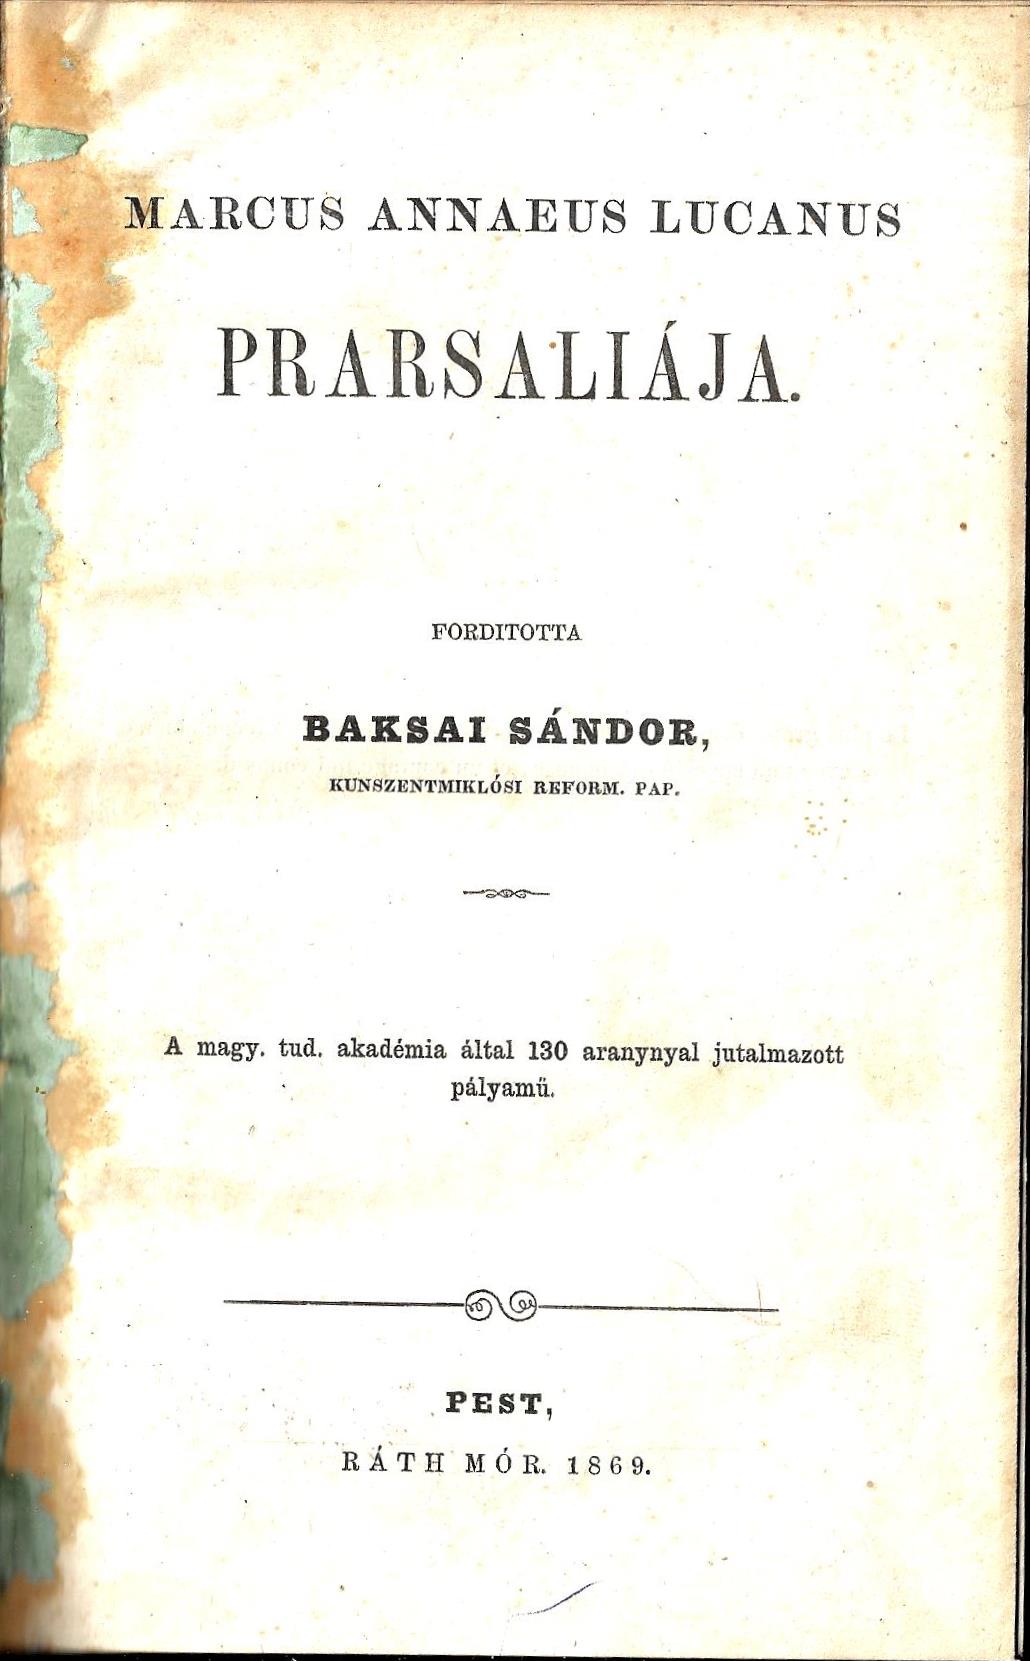 MARCUS ANNAEUS LUCANUS
PRARSALIÁJA.
FORDITOTTA
BAKSAI SÁNDOR,
KUNSZENTMIKLÓSI REFORM. PAP.
A magy. tud. akadémia által 130 aranynyal jutalmazott
pályamű.
PEST,
RÁTH MÓR. 1869.